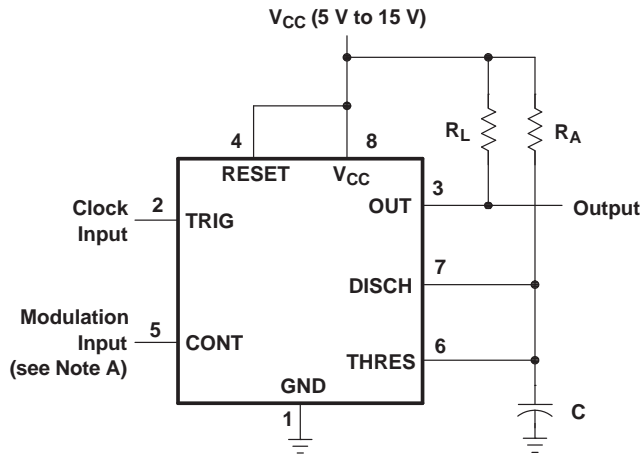 VCC (5 V to 15 V)
RL
RA
4
8
RESET
VCC
3
OUT
Output
Clock
Input
2
TRIG
7
DISCH
Modulation
Input
(see Note A)
5
CONT
6
THRES
GND
1
C